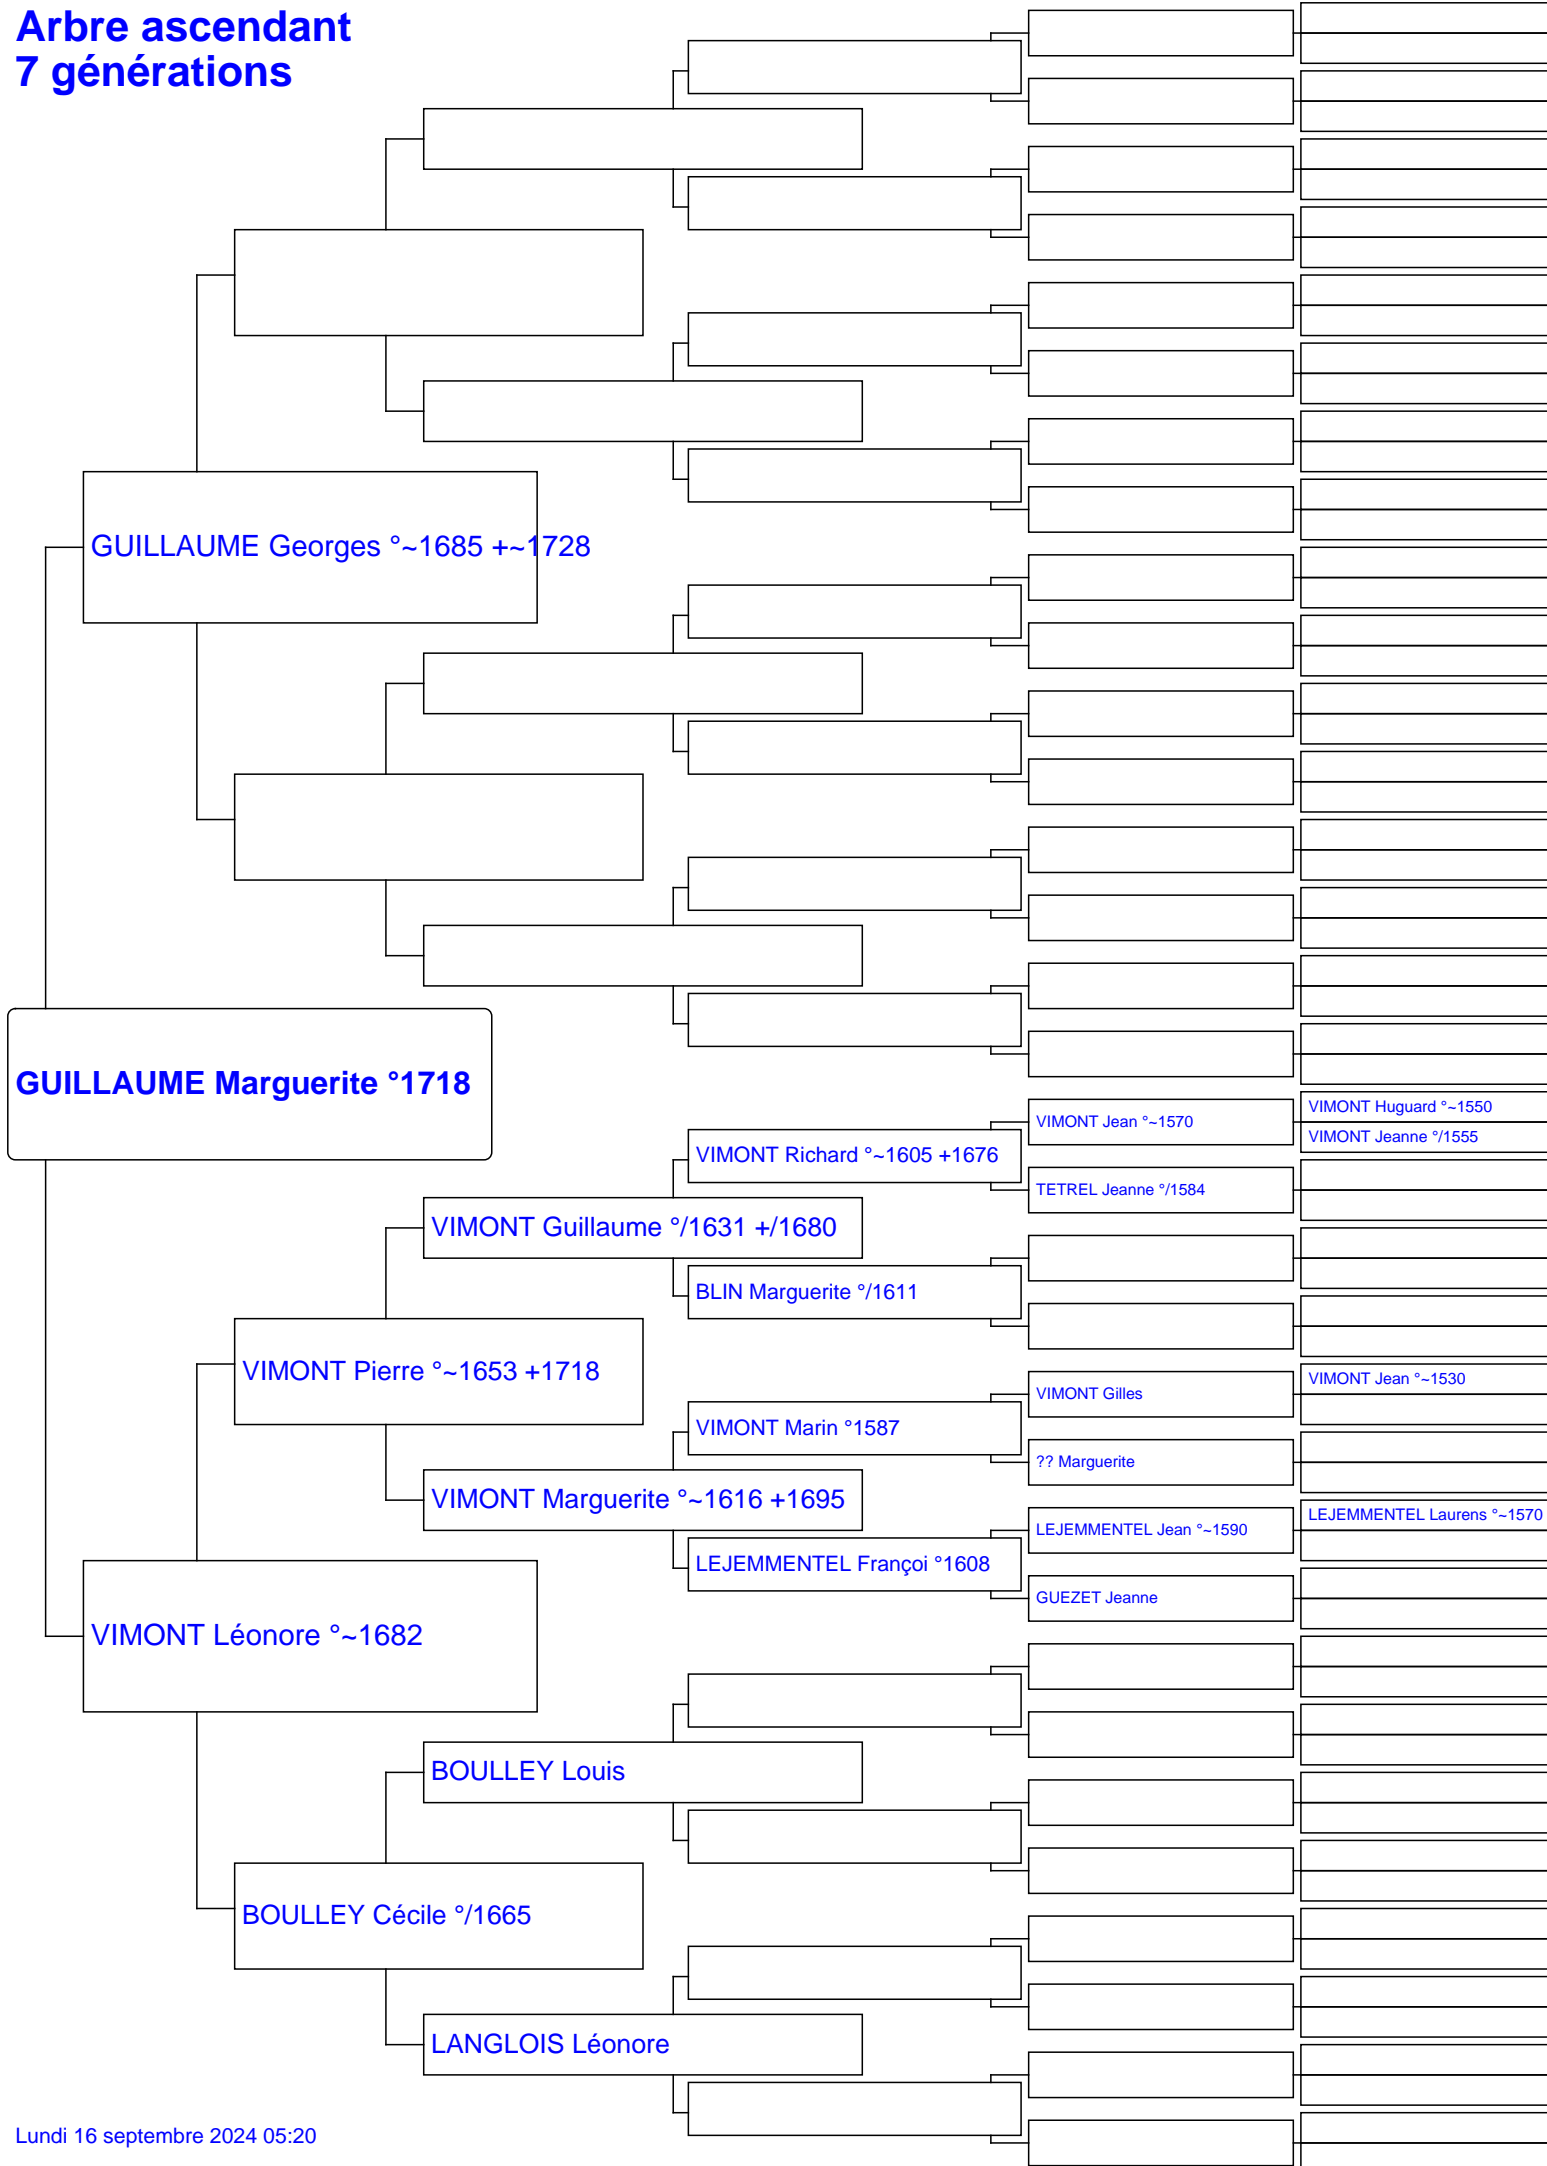 Arbre ascendant
7 générations
GUILLAUME Georges °~1685 +~1728
GUILLAUME Marguerite °1718
VIMONT Huguard °~1550
VIMONT Jean °~1570
VIMONT Jeanne °/1555
VIMONT Richard °~1605 +1676
TETREL Jeanne °/1584
VIMONT Guillaume °/1631 +/1680
BLIN Marguerite °/1611
VIMONT Pierre °~1653 +1718
VIMONT Jean °~1530
VIMONT Gilles
VIMONT Marin °1587
?? Marguerite
VIMONT Marguerite °~1616 +1695
LEJEMMENTEL Laurens °~1570
LEJEMMENTEL Jean °~1590
LEJEMMENTEL Françoi °1608
GUEZET Jeanne
VIMONT Léonore °~1682
BOULLEY Louis
BOULLEY Cécile °/1665
LANGLOIS Léonore
Lundi 16 septembre 2024 05:20